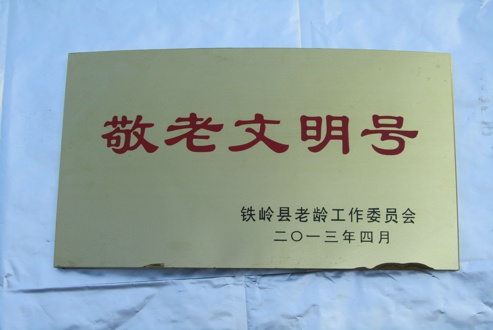 敬老文明号
铁岭县老龄工作委员会
二〇一三年四月